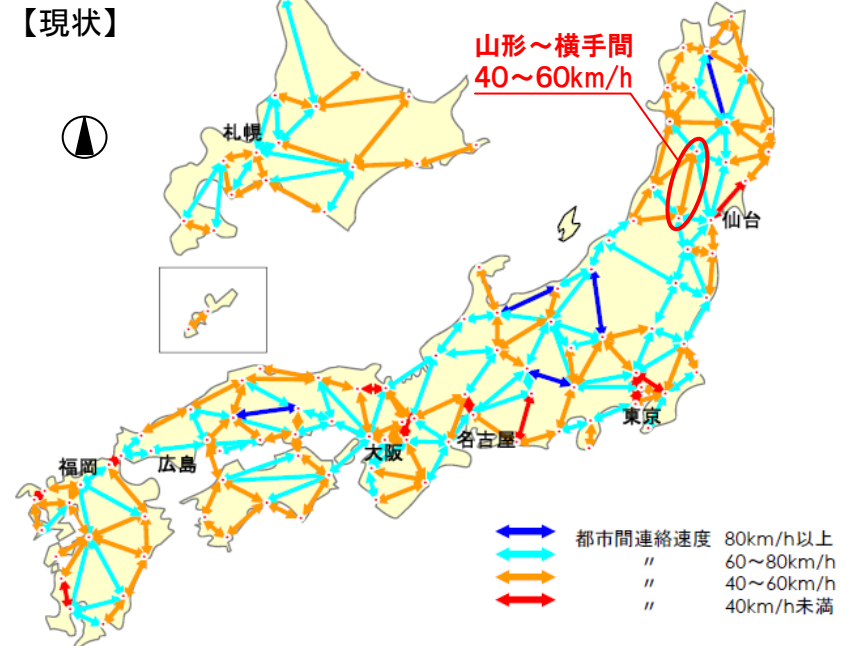 【現状】
山形~横手間
40~60km/h
札幌
仙台
東京
名古屋
大阪
広島
福岡
都市間連絡速度 80km/h以上
〃 60~80km/h
〃 40~60km/h
〃 40km/h未満